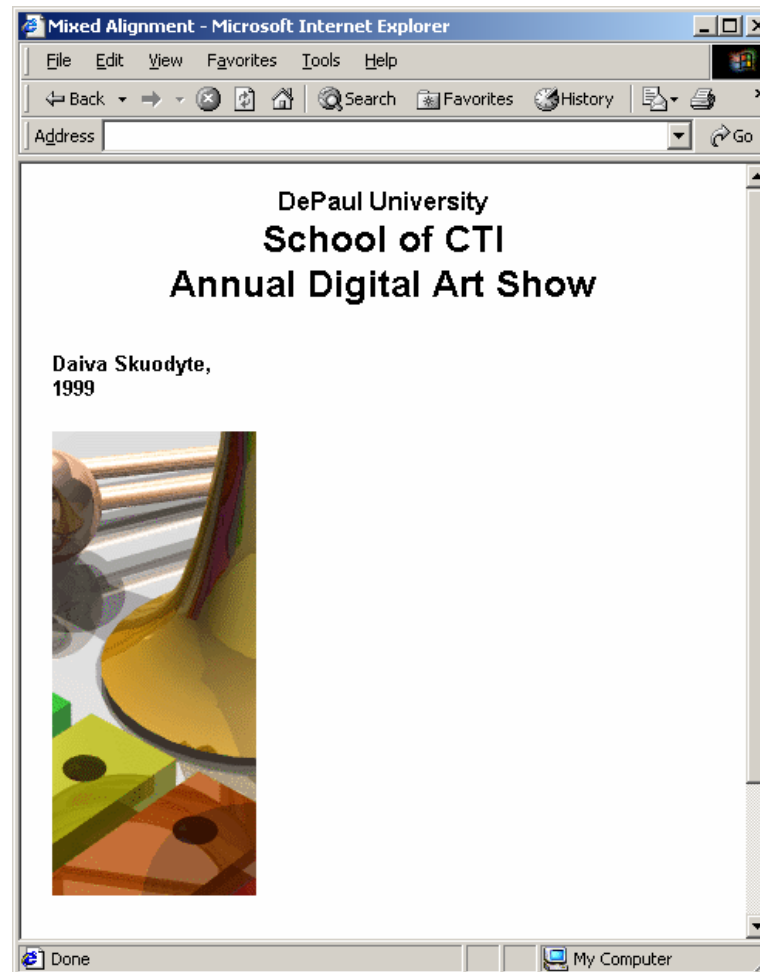 Mixed Alignment - Microsoft Internet Explorer
File Edit View Favorites Tools Help
Back Search Favorites History
Address Go
DePaul University
School of CTI
Annual Digital Art Show
Daiva Skuodyte,
1999
Done My Computer